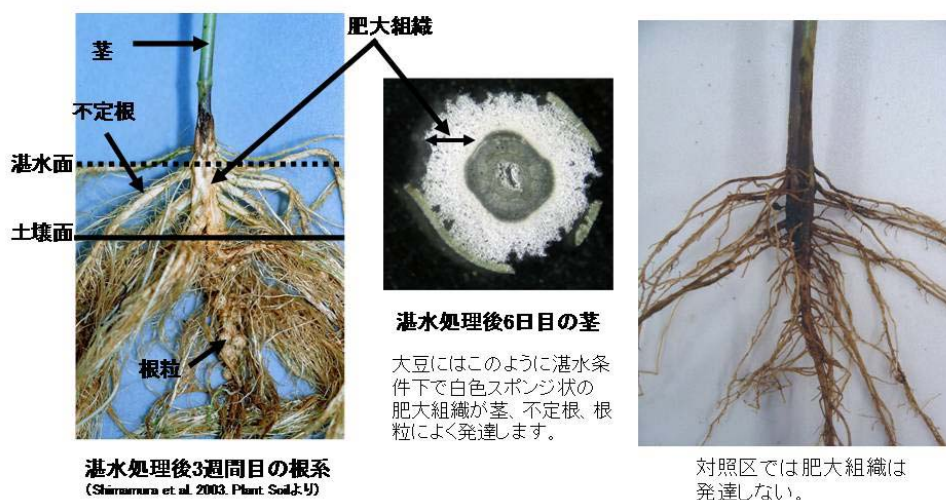 茎
肥大組織
不定根
湛水面
土壌面
根粒
湛水処理後3週間目の根系
(Shimamura et al. 2003. Plant Soilより)
湛水処理後6日目の茎
大豆にはこのように湛水条
件下で白色スポンジ状の
肥大組織が茎、不定根、根
粒によく発達します。
対照区では肥大組織は
発達しない。